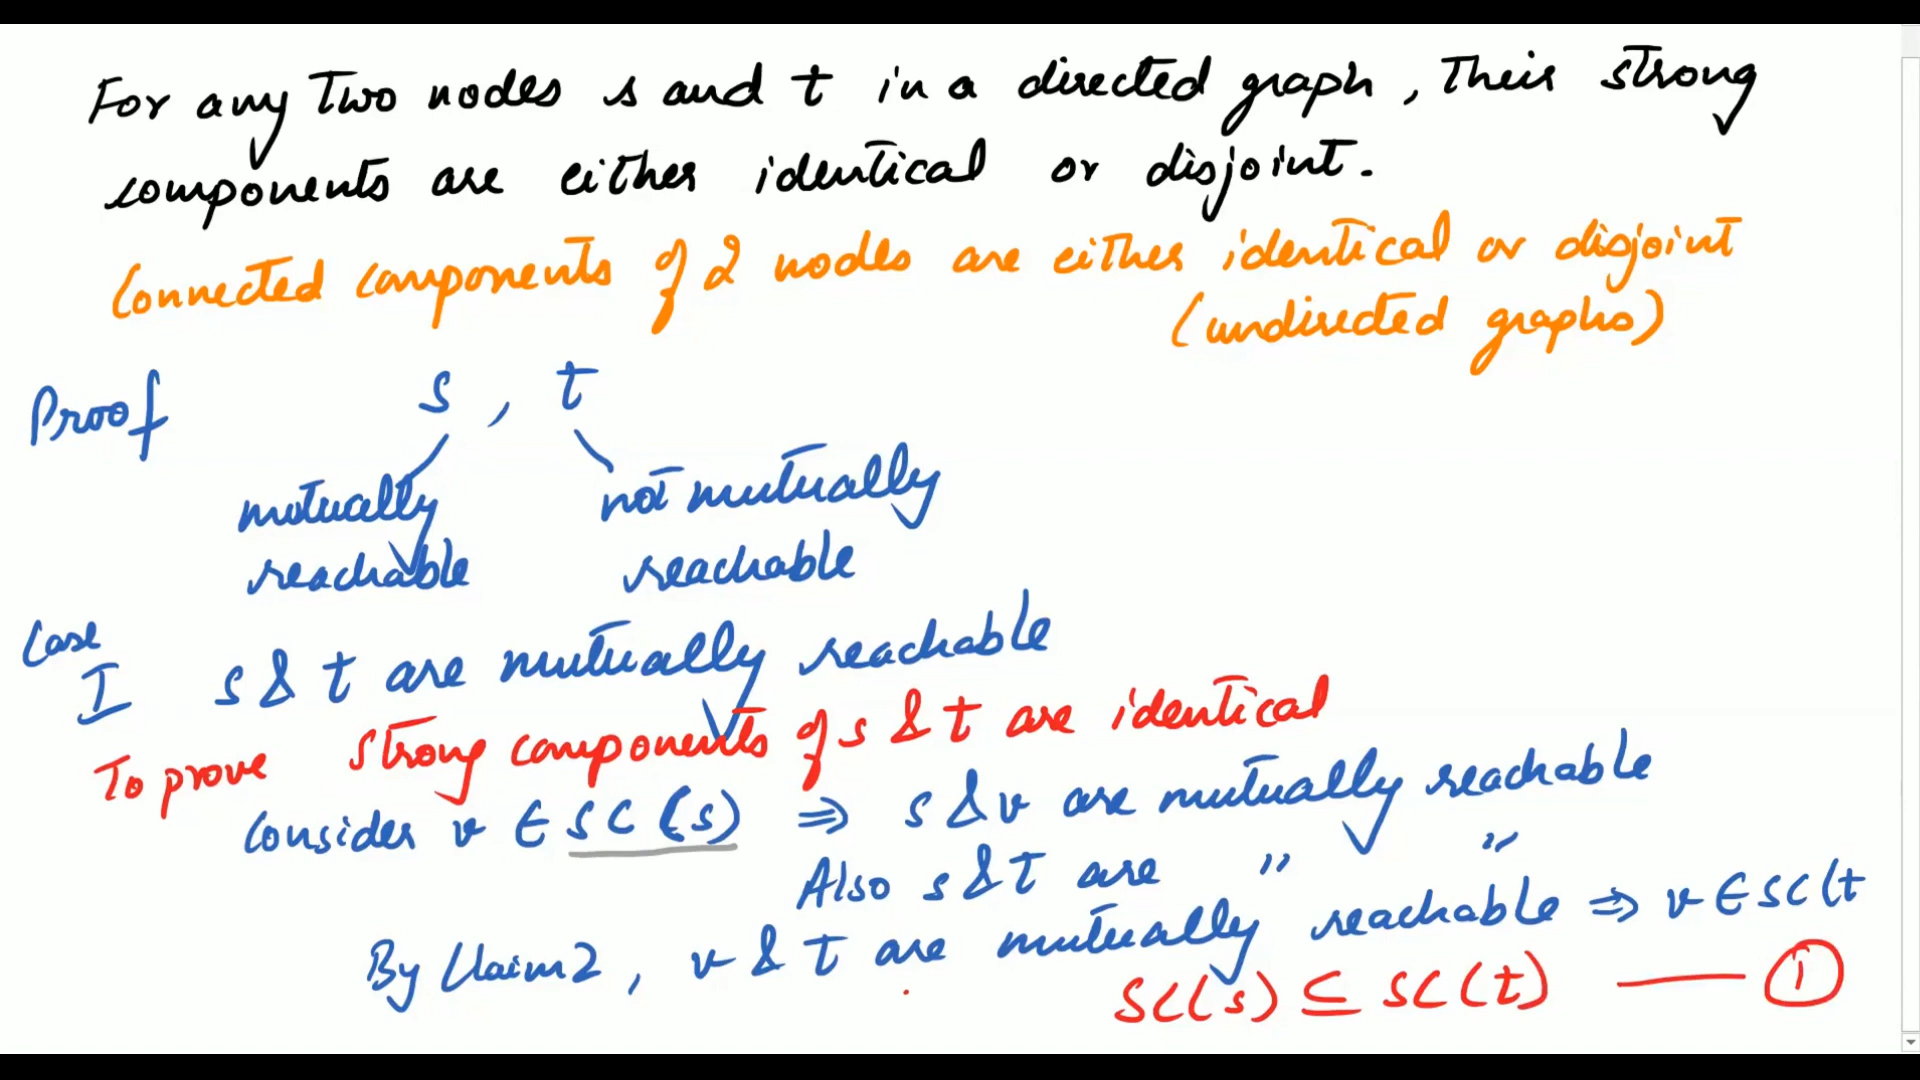 For any Two nodes s and t in a directed graph, Their strong
components are either identical or disjoint.
Connected components of 2 nodes are either identical or disjoint
(undirected graphs)
Proof s , t
mutually not mutually
reachable reachable
Case
I s & t are mutually reachable
To prove strong components of s & t are identical
Consider v ∈ SC(s) ⇒ s & v are mutually reachable
Also s & t are " "
By Claim 2, v & t are mutually reachable ⇒ v ∈ SC(t
SC(s) ⊆ SC(t) —— ①